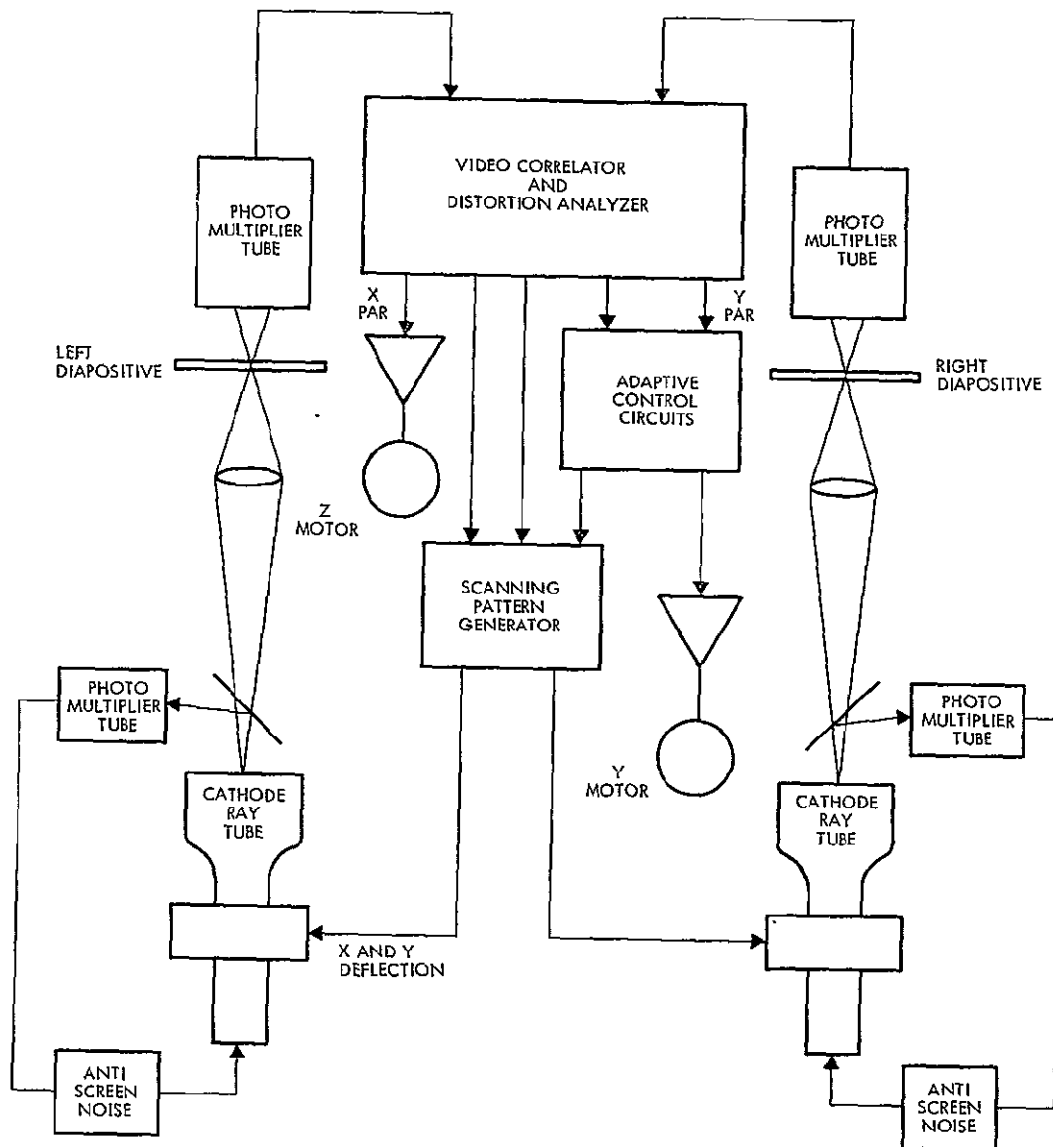 VIDEO CORRELATOR
AND
DISTORTION ANALYZER
PHOTO
MULTIPLIER
TUBE
PHOTO
MULTIPLIER
TUBE
X
PAR
Y
PAR
LEFT
DIAPOSITIVE
ADAPTIVE
CONTROL
CIRCUITS
RIGHT
DIAPOSITIVE
Z
MOTOR
SCANNING
PATTERN
GENERATOR
PHOTO
MULTIPLIER
TUBE
PHOTO
MULTIPLIER
TUBE
Y
MOTOR
CATHODE
RAY
TUBE
CATHODE
RAY
TUBE
X AND Y
DEFLECTION
ANTI
SCREEN
NOISE
ANTI
SCREEN
NOISE